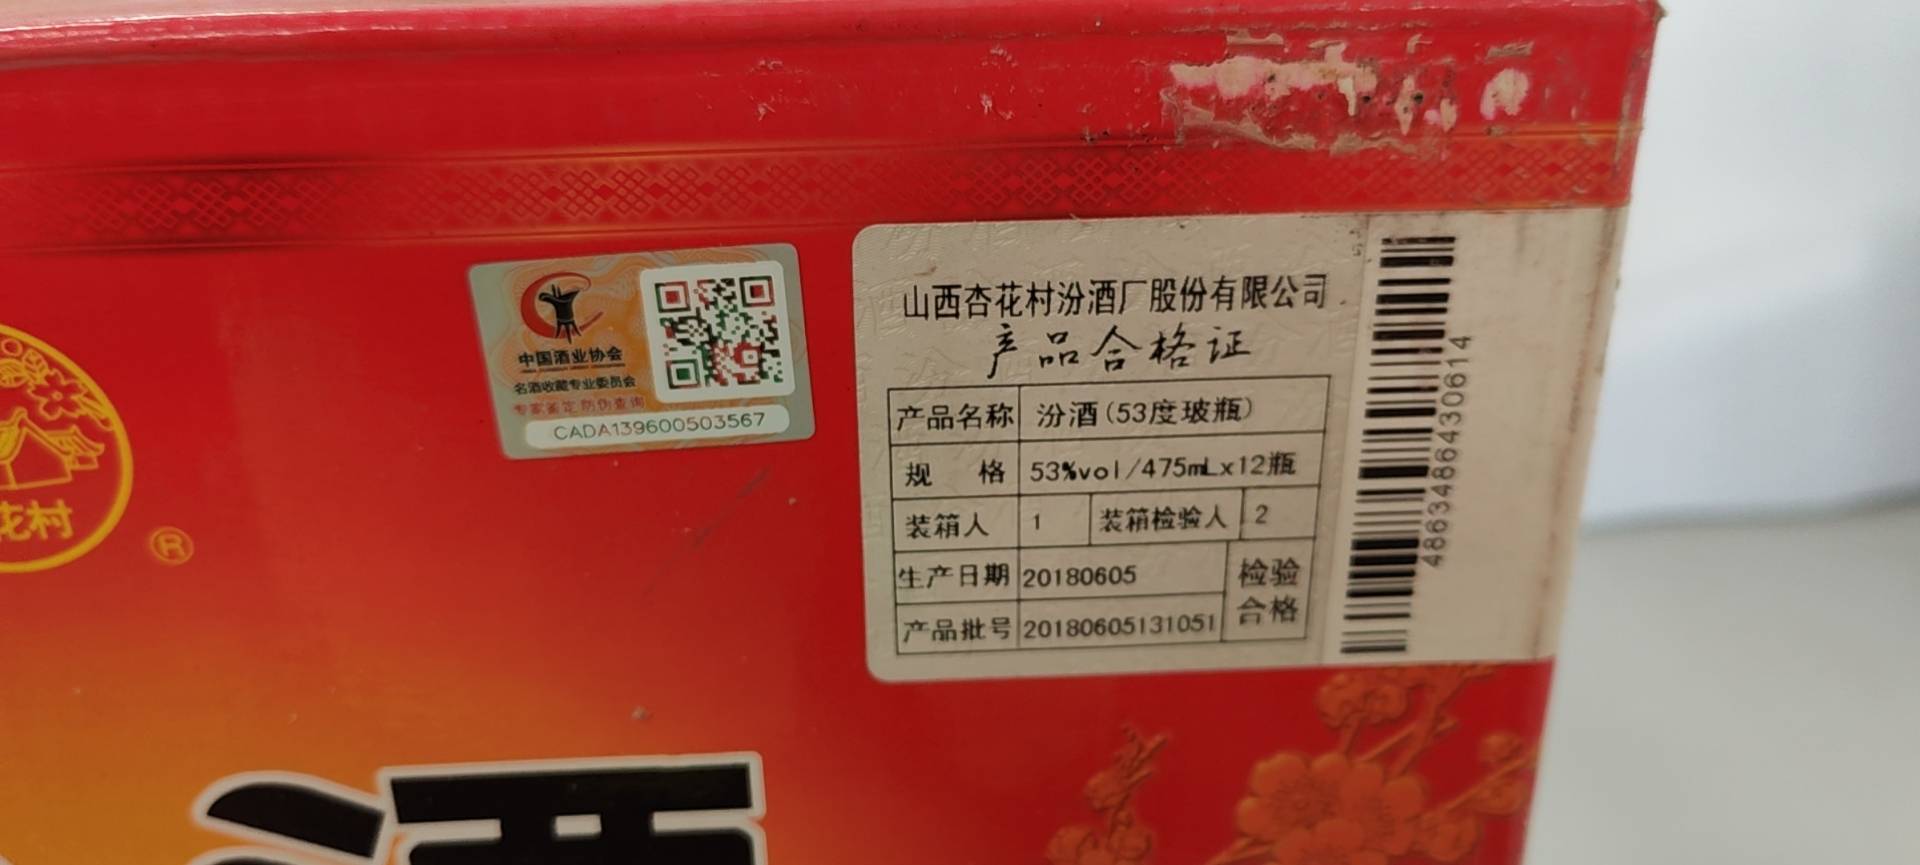 花村
®
中国酒业协会
名酒收藏专业委员会
专家鉴定 防伪查询
CADA139600503567
山西杏花村汾酒厂股份有限公司
产品合格证
产品名称 汾酒(53度玻瓶)
规 格 53%vol/475mLx12瓶
装箱人 1 装箱检验人 2
生产日期 20180605 检验
产品批号 20180605131051 合格
4863486430614
酒